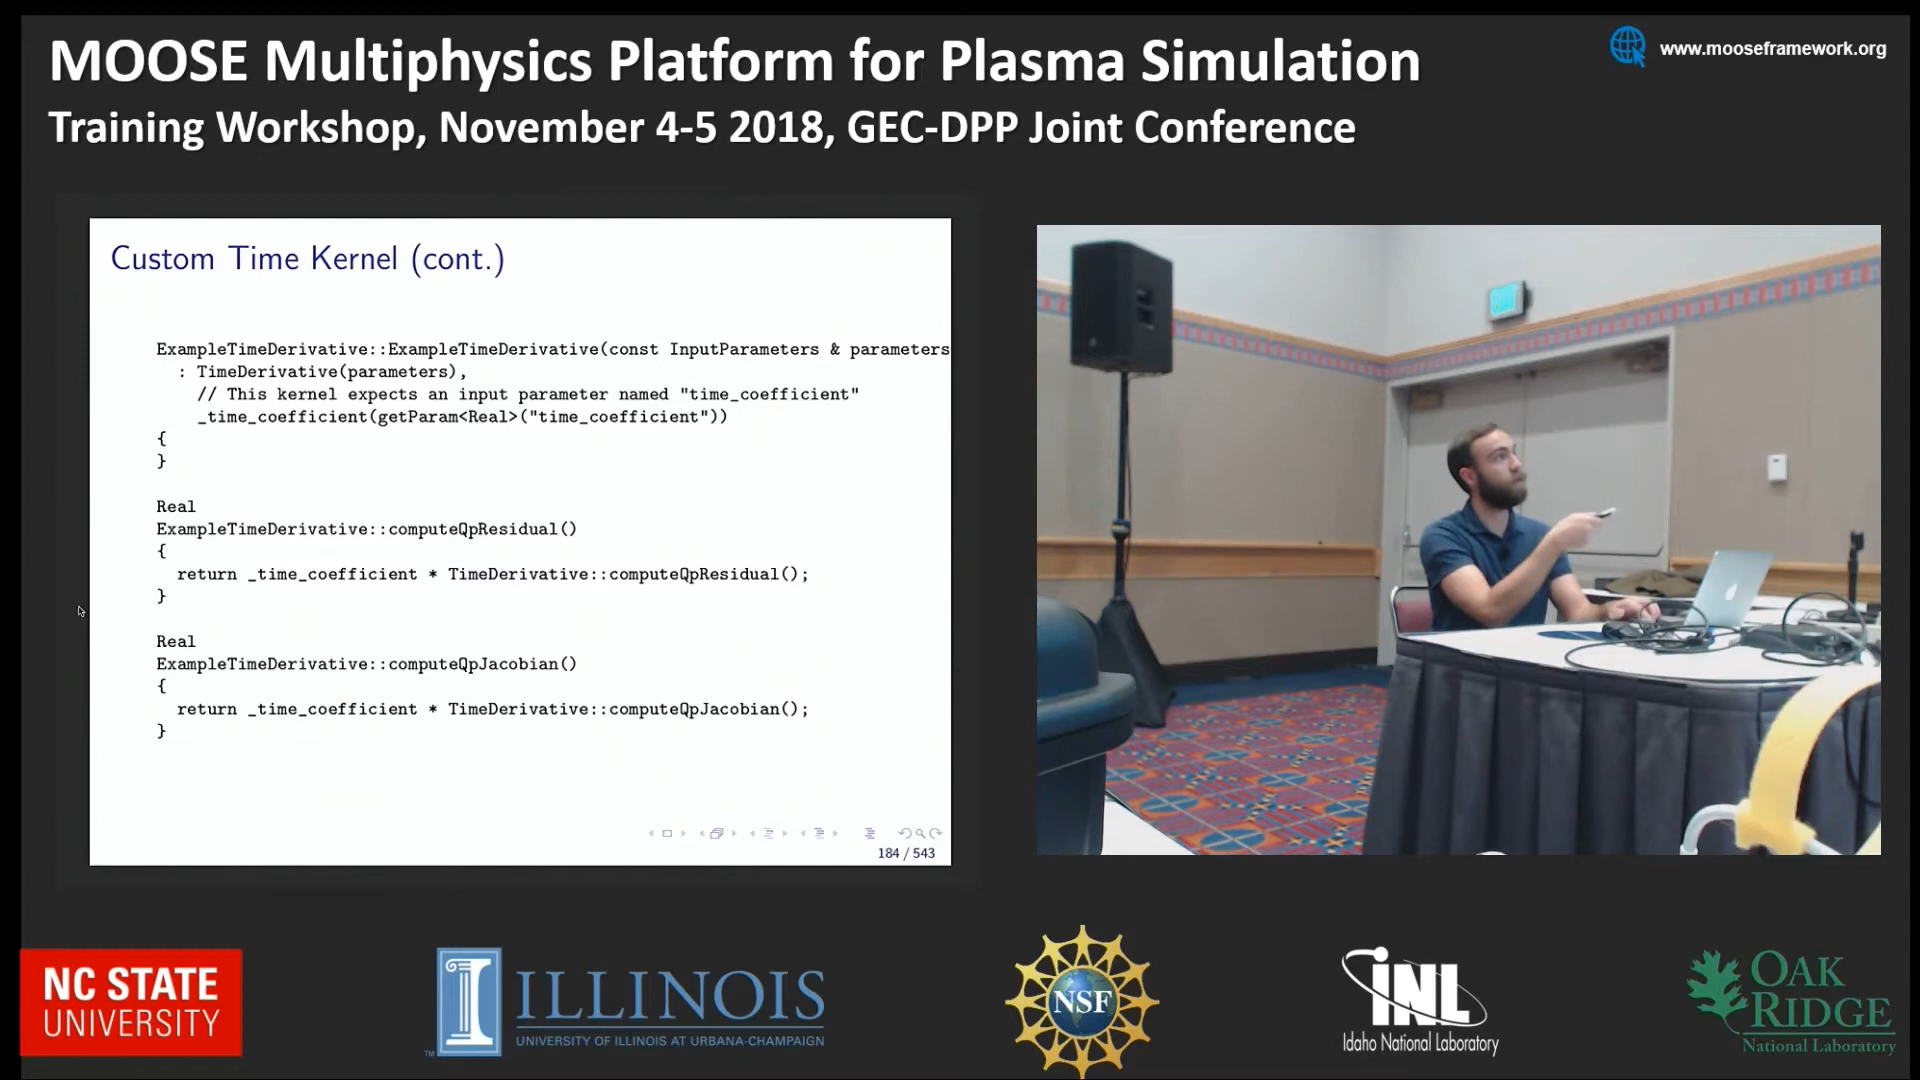 MOOSE Multiphysics Platform for Plasma Simulation
www.mooseframework.org
Training Workshop, November 4-5 2018, GEC-DPP Joint Conference
Custom Time Kernel (cont.)
ExampleTimeDerivative::ExampleTimeDerivative(const InputParameters & parameters
: TimeDerivative(parameters),
// This kernel expects an input parameter named "time_coefficient"
_time_coefficient(getParam<Real>("time_coefficient"))
{
}
Real
ExampleTimeDerivative::computeQpResidual()
{
return _time_coefficient * TimeDerivative::computeQpResidual();
}
Real
ExampleTimeDerivative::computeQpJacobian()
{
return _time_coefficient * TimeDerivative::computeQpJacobian();
}
184 / 543
NC STATE
UNIVERSITY
I ILLINOIS
UNIVERSITY OF ILLINOIS AT URBANA-CHAMPAIGN
TM
NSF
INL
Idaho National Laboratory
OAK
RIDGE
National Laboratory